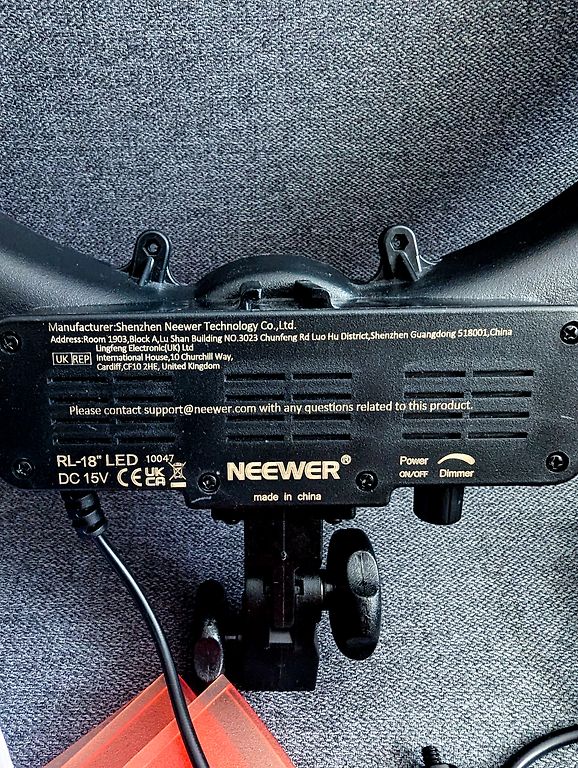 Manufacturer:Shenzhen Neewer Technology Co.,Ltd.
Address:Room 1903,Block A,Lu Shan Building NO.3023 Chunfeng Rd Luo Hu District,Shenzhen Guangdong 518001,China
Lingfeng Electronic(UK) Ltd
UK REP International House,10 Churchill Way,
Cardiff,CF10 2HE, United Kingdom
Please contact support@neewer.com with any questions related to this product.
RL-18" LED 10047
DC 15V CE UK CA
NEEWER®
made in china
Power
ON/OFF Dimmer